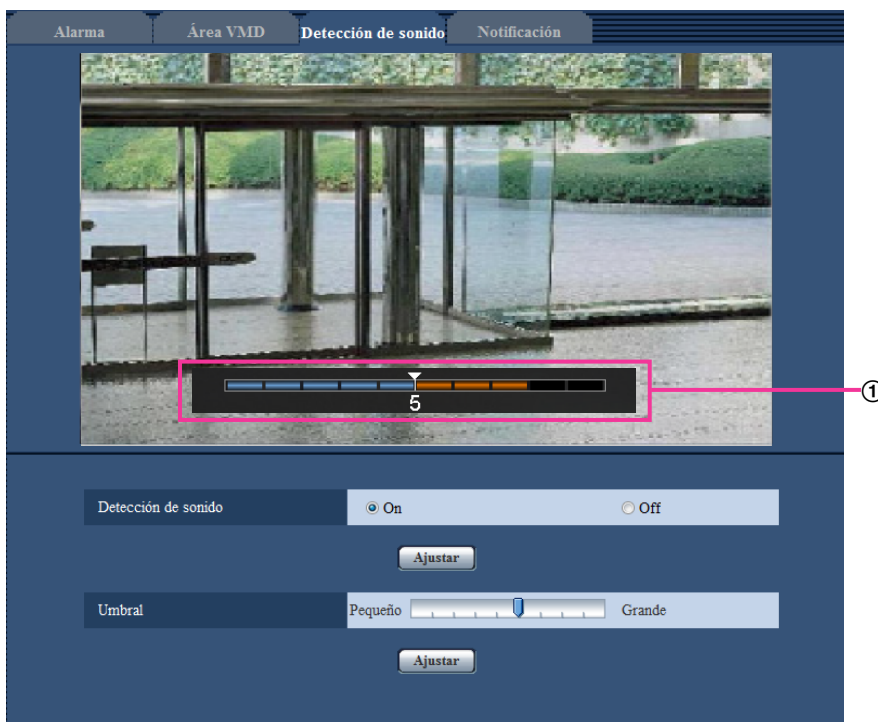 Alarma
Área VMD
Detección de sonido
Notificación
5
①
Detección de sonido
On
Off
Ajustar
Umbral
Pequeño
Grande
Ajustar